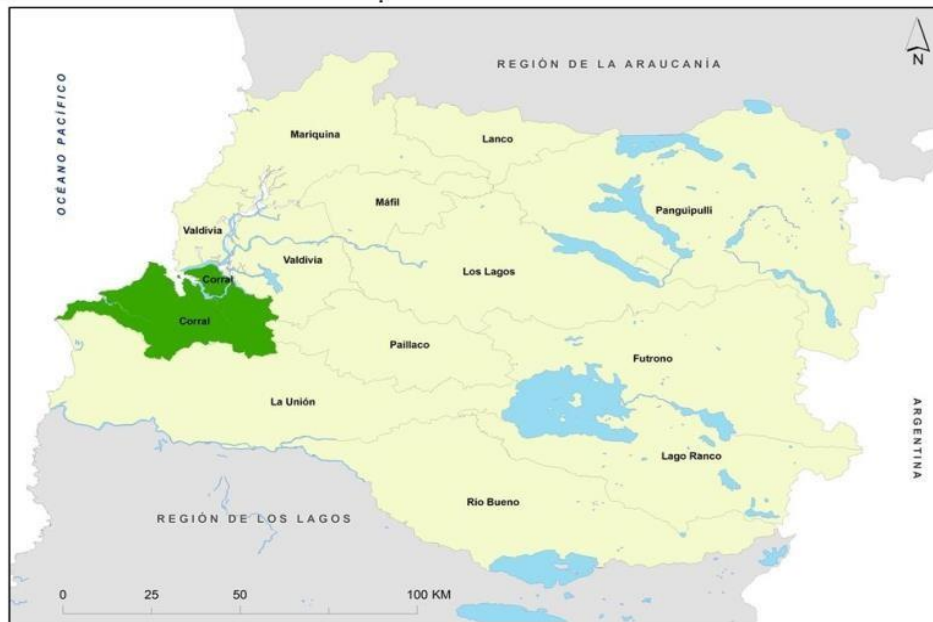 N
REGIÓN DE LA ARAUCANÍA
OCÉANO PACÍFICO
Mariquina
Lanco
Máfil
Panguipulli
Valdivia
Valdivia
Los Lagos
Corral
Corral
Paillaco
Futrono
La Unión
ARGENTINA
Lago Ranco
Río Bueno
REGIÓN DE LOS LAGOS
0 25 50 100 KM